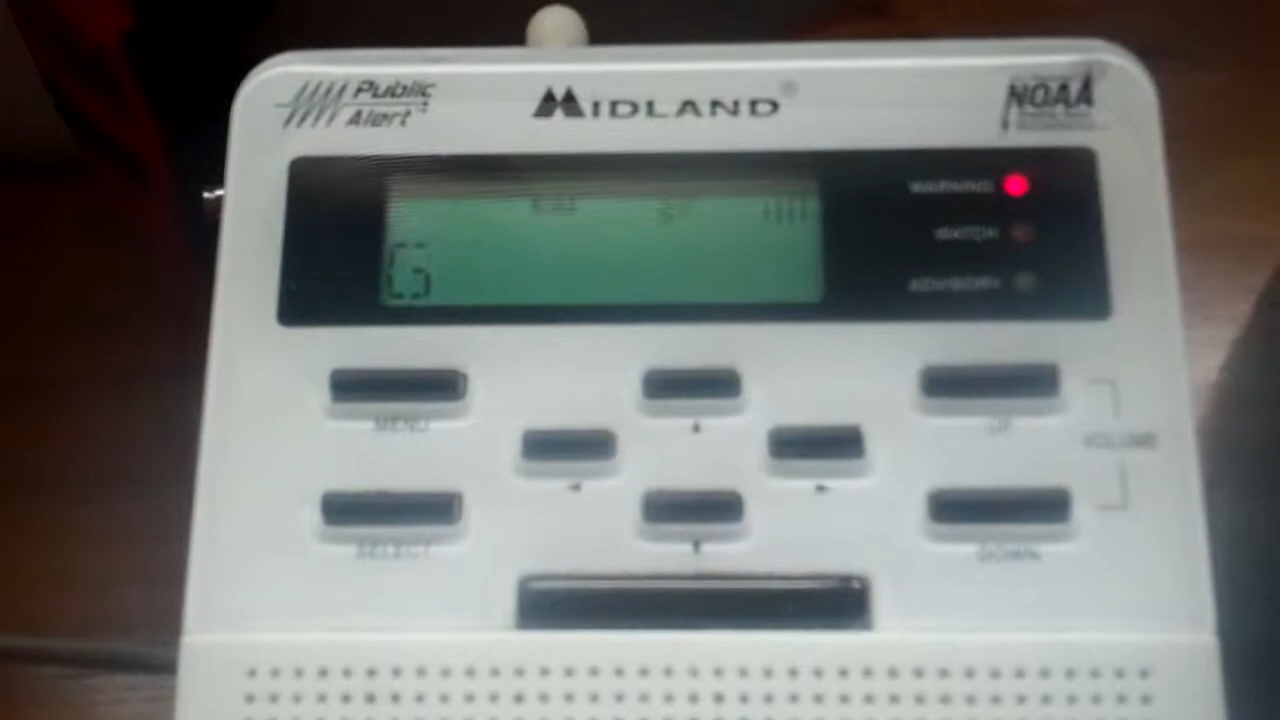 Public
Alert
MIDLAND®
NOAA
WARNING
WATCH
ADVISORY
G
MENU
UP
VOLUME
SELECT
DOWN